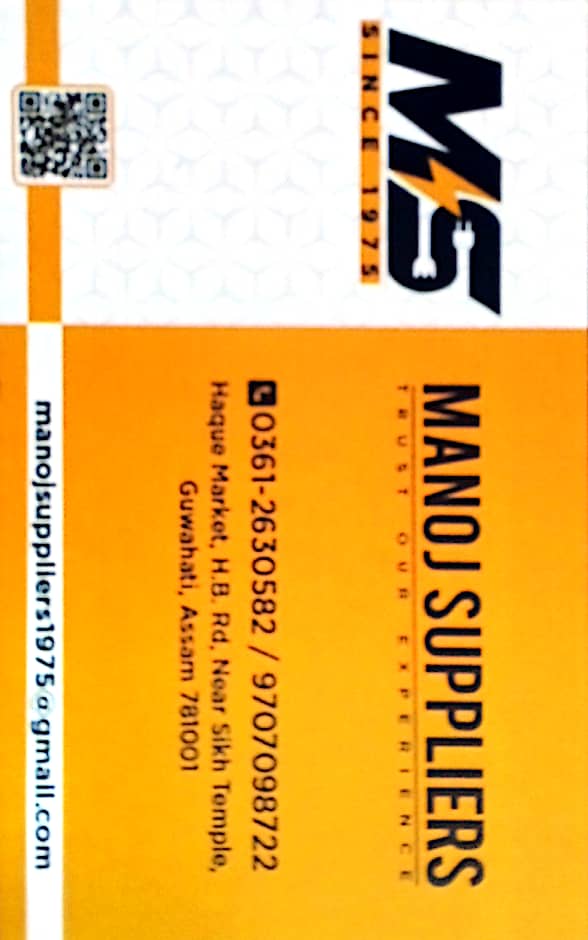 MS
SINCE 1975
MANOJ SUPPLIERS
TRUST OUR EXPERIENCE
0361-2630582 / 9707098722
Haque Market, H.B. Rd, Near Sikh Temple,
Guwahati, Assam 781001
manojsuppliers1975@gmail.com